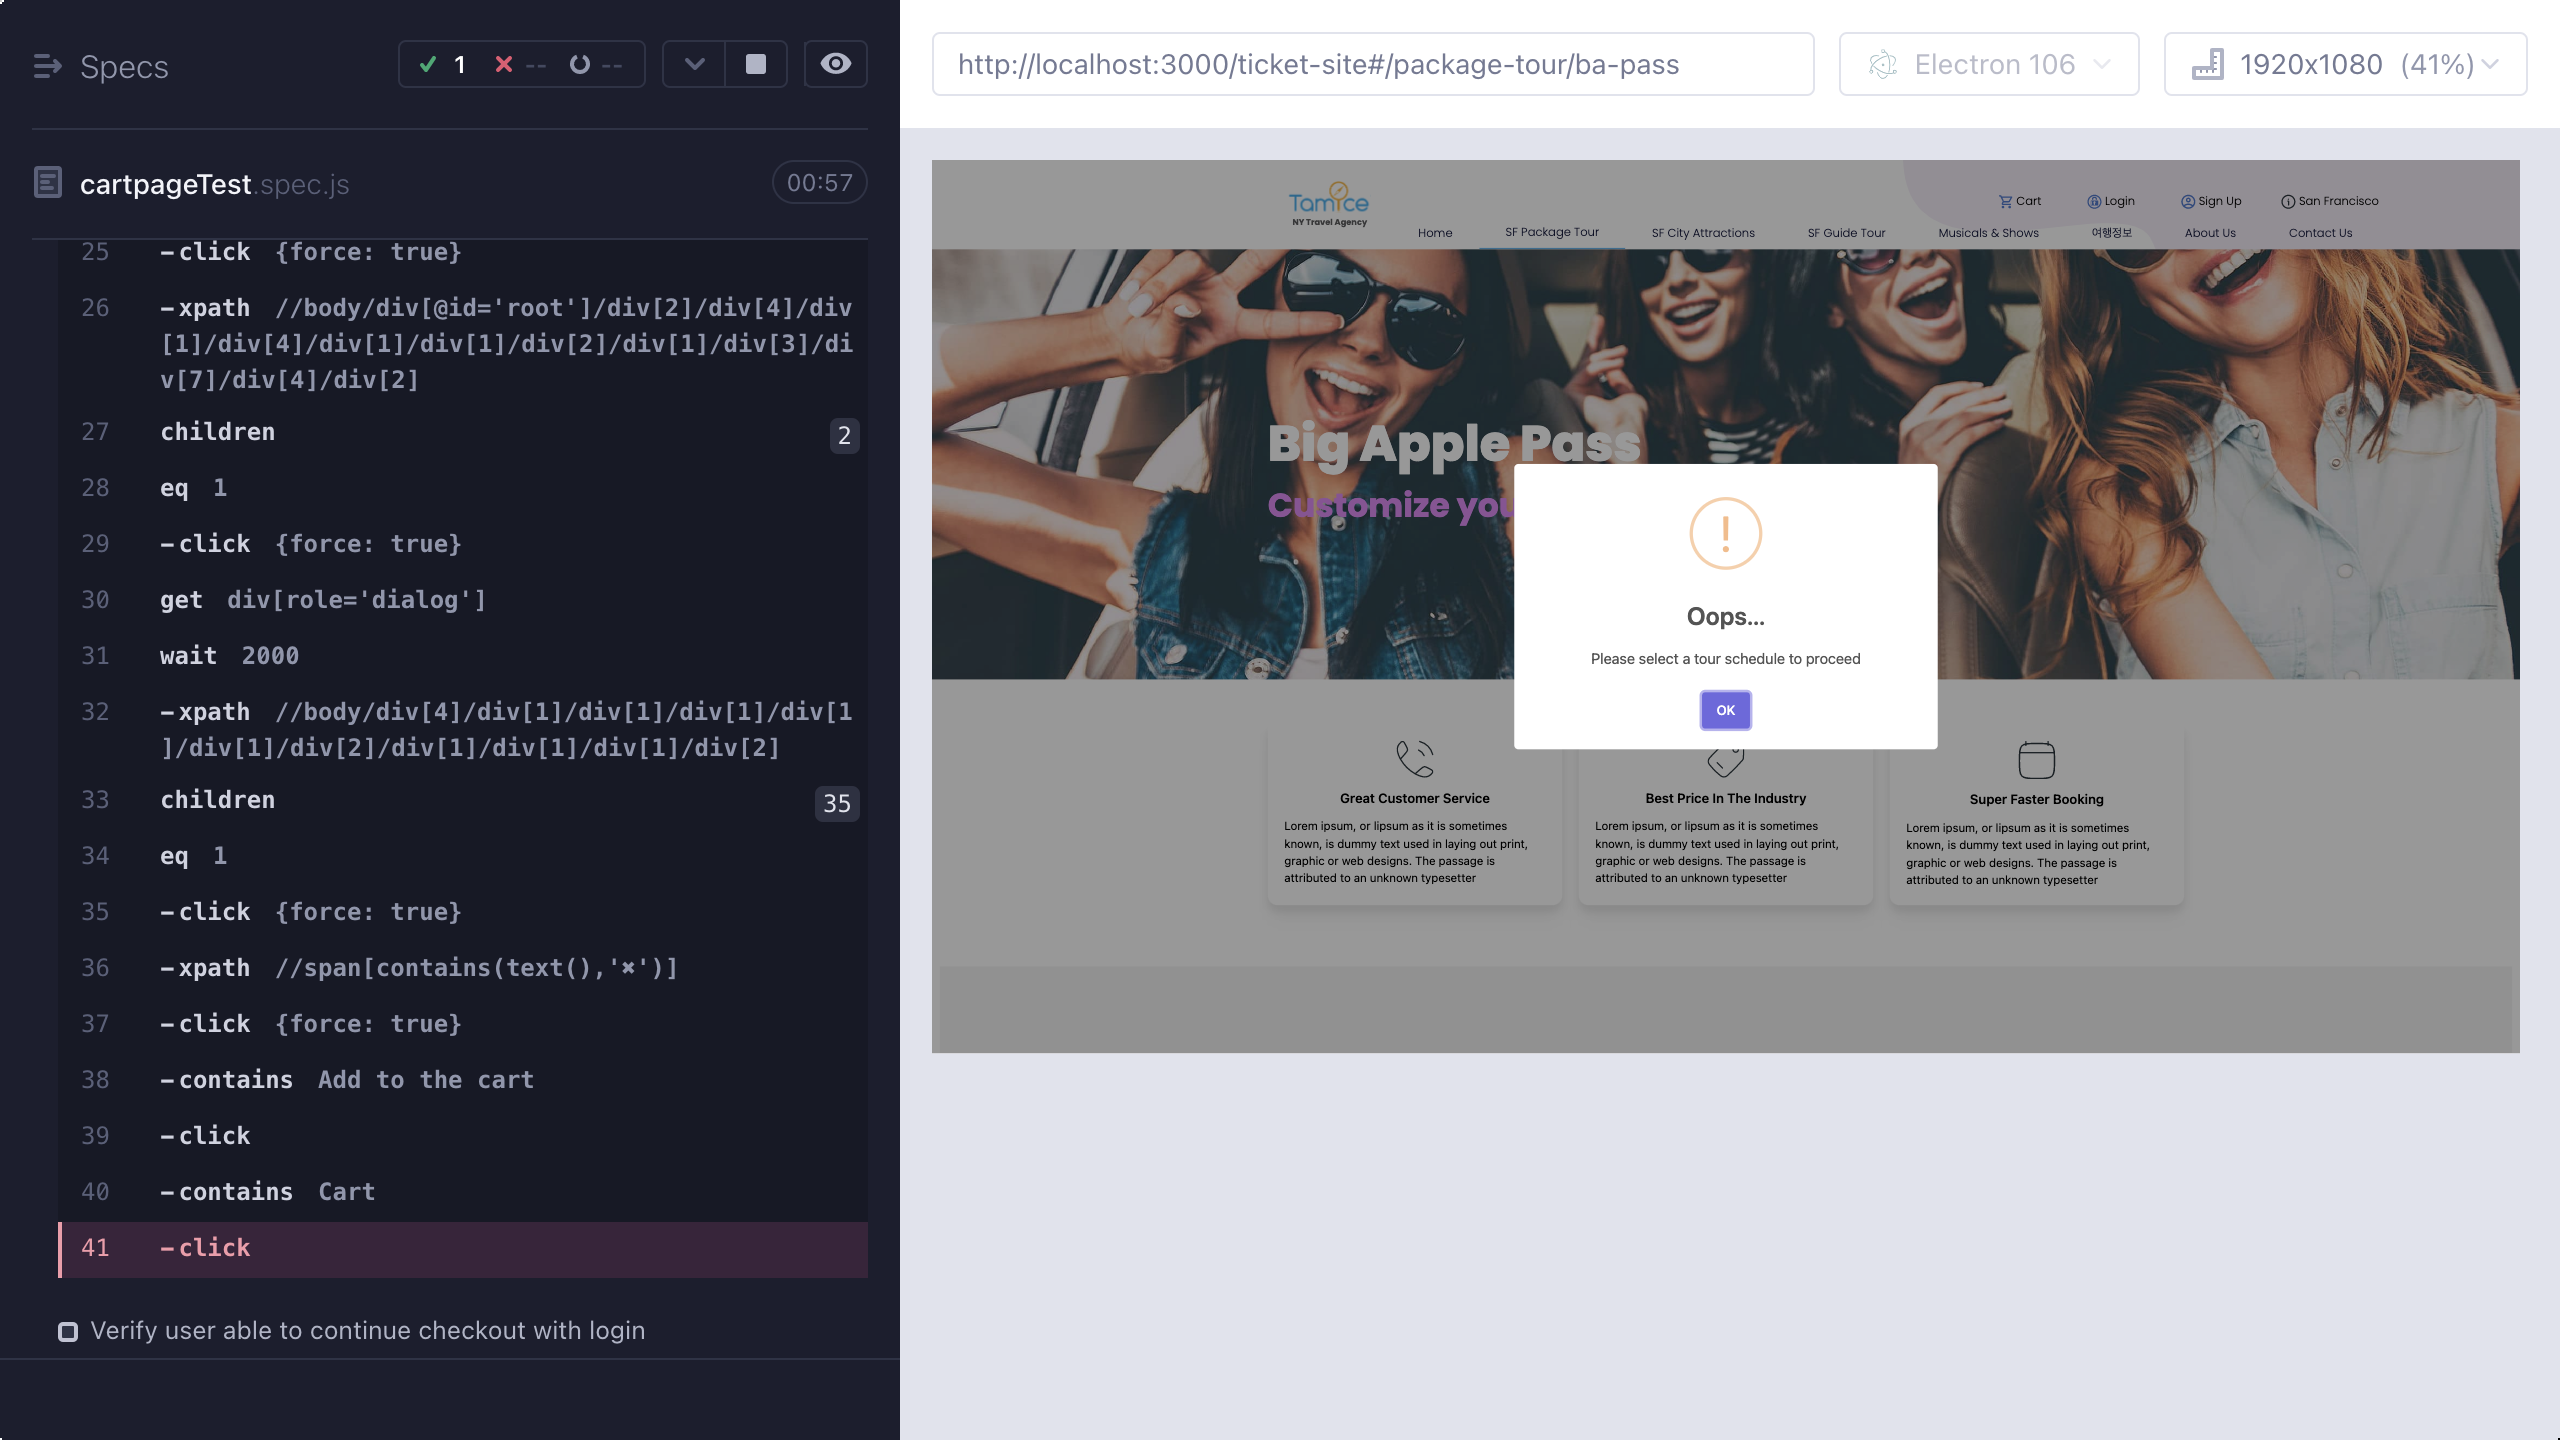 Specs
1
--
--
cartpageTest.spec.js
00:57
25 -click {force: true}
26 -xpath //body/div[@id='root']/div[2]/div[4]/div
[1]/div[4]/div[1]/div[1]/div[2]/div[1]/div[3]/di
v[7]/div[4]/div[2]
27 children 2
28 eq 1
29 -click {force: true}
30 get div[role='dialog']
31 wait 2000
32 -xpath //body/div[4]/div[1]/div[1]/div[1]/div[1
]/div[1]/div[2]/div[1]/div[1]/div[1]/div[2]
33 children 35
34 eq 1
35 -click {force: true}
36 -xpath //span[contains(text(),'✖')]
37 -click {force: true}
38 -contains Add to the cart
39 -click
40 -contains Cart
41 -click
Verify user able to continue checkout with login
http://localhost:3000/ticket-site#/package-tour/ba-pass
Electron 106
1920x1080 (41%)
Tamice
NY Travel Agency
Cart
Login
Sign Up
San Francisco
Home
SF Package Tour
SF City Attractions
SF Guide Tour
Musicals & Shows
여행정보
About Us
Contact Us
Big Apple Pass
Customize you
Oops...
Please select a tour schedule to proceed
OK
Great Customer Service
Lorem ipsum, or lipsum as it is sometimes
known, is dummy text used in laying out print,
graphic or web designs. The passage is
attributed to an unknown typesetter
Best Price In The Industry
Lorem ipsum, or lipsum as it is sometimes
known, is dummy text used in laying out print,
graphic or web designs. The passage is
attributed to an unknown typesetter
Super Faster Booking
Lorem ipsum, or lipsum as it is sometimes
known, is dummy text used in laying out print,
graphic or web designs. The passage is
attributed to an unknown typesetter